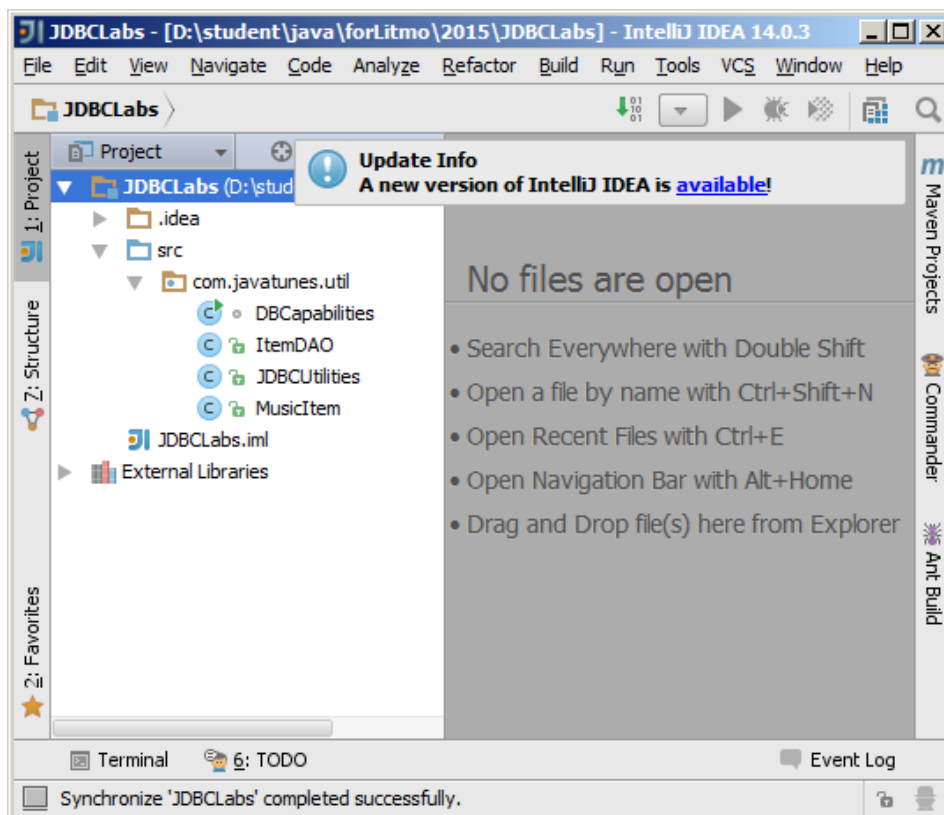 JDBCLabs - [D:\student\java\forLitmo\2015\JDBCLabs] - IntelliJ IDEA 14.0.3
File Edit View Navigate Code Analyze Refactor Build Run Tools VCS Window Help
JDBCLabs
Project
Update Info
A new version of IntelliJ IDEA is available!
JDBCLabs (D:\stud
.idea
src
com.javatunes.util
DBCapabilities
ItemDAO
JDBCUtilities
MusicItem
JDBCLabs.iml
External Libraries
No files are open
• Search Everywhere with Double Shift
• Open a file by name with Ctrl+Shift+N
• Open Recent Files with Ctrl+E
• Open Navigation Bar with Alt+Home
• Drag and Drop file(s) here from Explorer
1: Project
7: Structure
2: Favorites
Maven Projects
Commander
Ant Build
Terminal 6: TODO Event Log
Synchronize 'JDBCLabs' completed successfully.